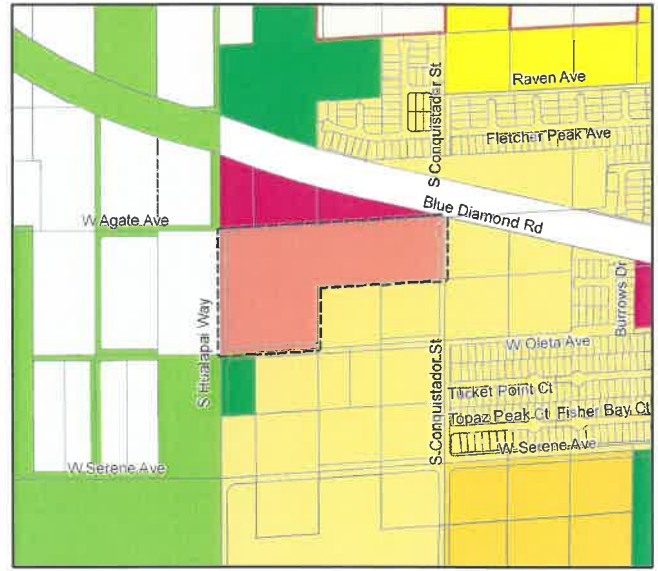 Raven Ave
S Conquistador St
Fletcher Peak Ave
Blue Diamond Rd
W Agate Ave
S Hualapai Way
Burrows Dr
W Oleta Ave
S Conquistador St
Tucket Point Ct
Topaz Peak Ct Fisher Bay Ct
W Serene Ave
W Serene Ave